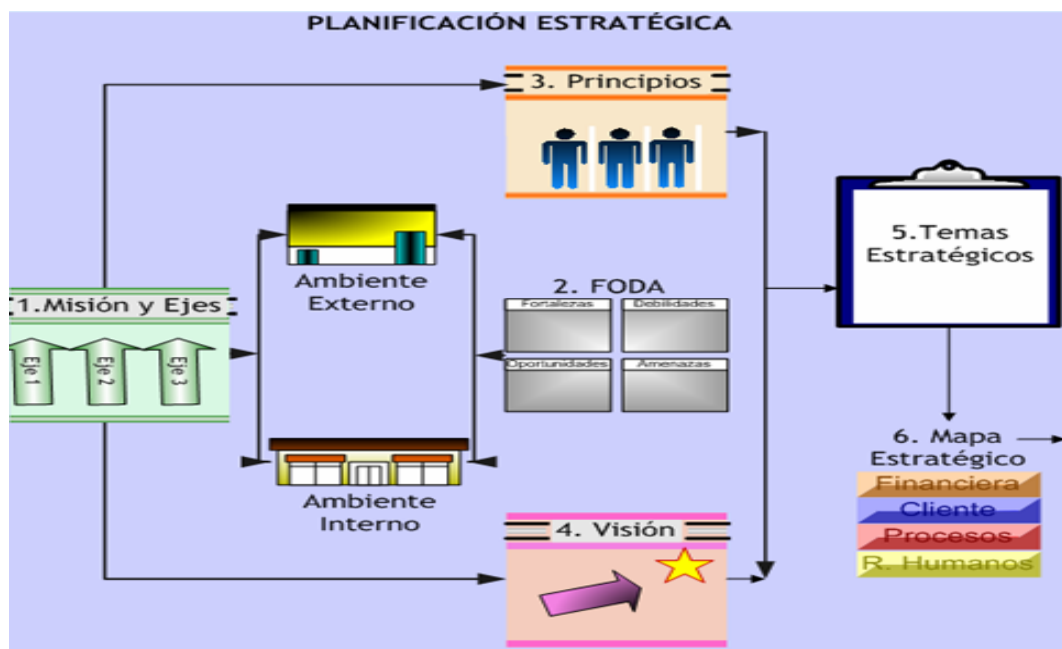 PLANIFICACIÓN ESTRATÉGICA
3. Principios
5.Temas
Estratégicos
Ambiente
Externo
2. FODA
Fortalezas
Debilidades
Oportunidades
Amenazas
1.Misión y Ejes
Eje 1
Eje 2
Eje 3
Ambiente
Interno
4. Visión
6. Mapa
Estratégico
Financiera
Cliente
Procesos
R. Humanos